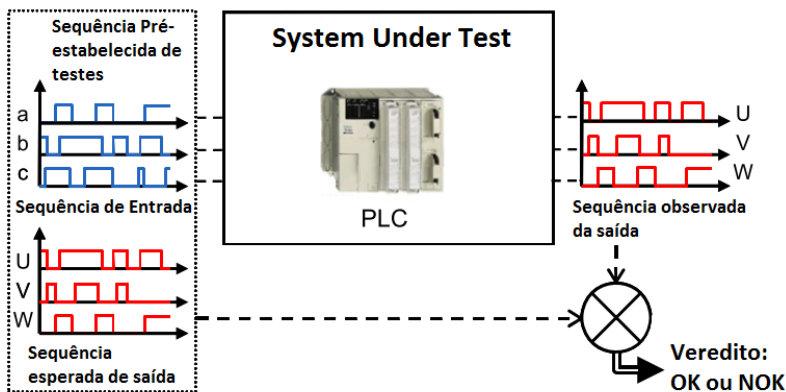 Sequência Pré-
estabelecida de
testes
a
b
c
Sequência de Entrada
U
V
W
Sequência
esperada de saída
System Under Test
PLC
U
V
W
Sequência observada
da saída
Veredito:
OK ou NOK